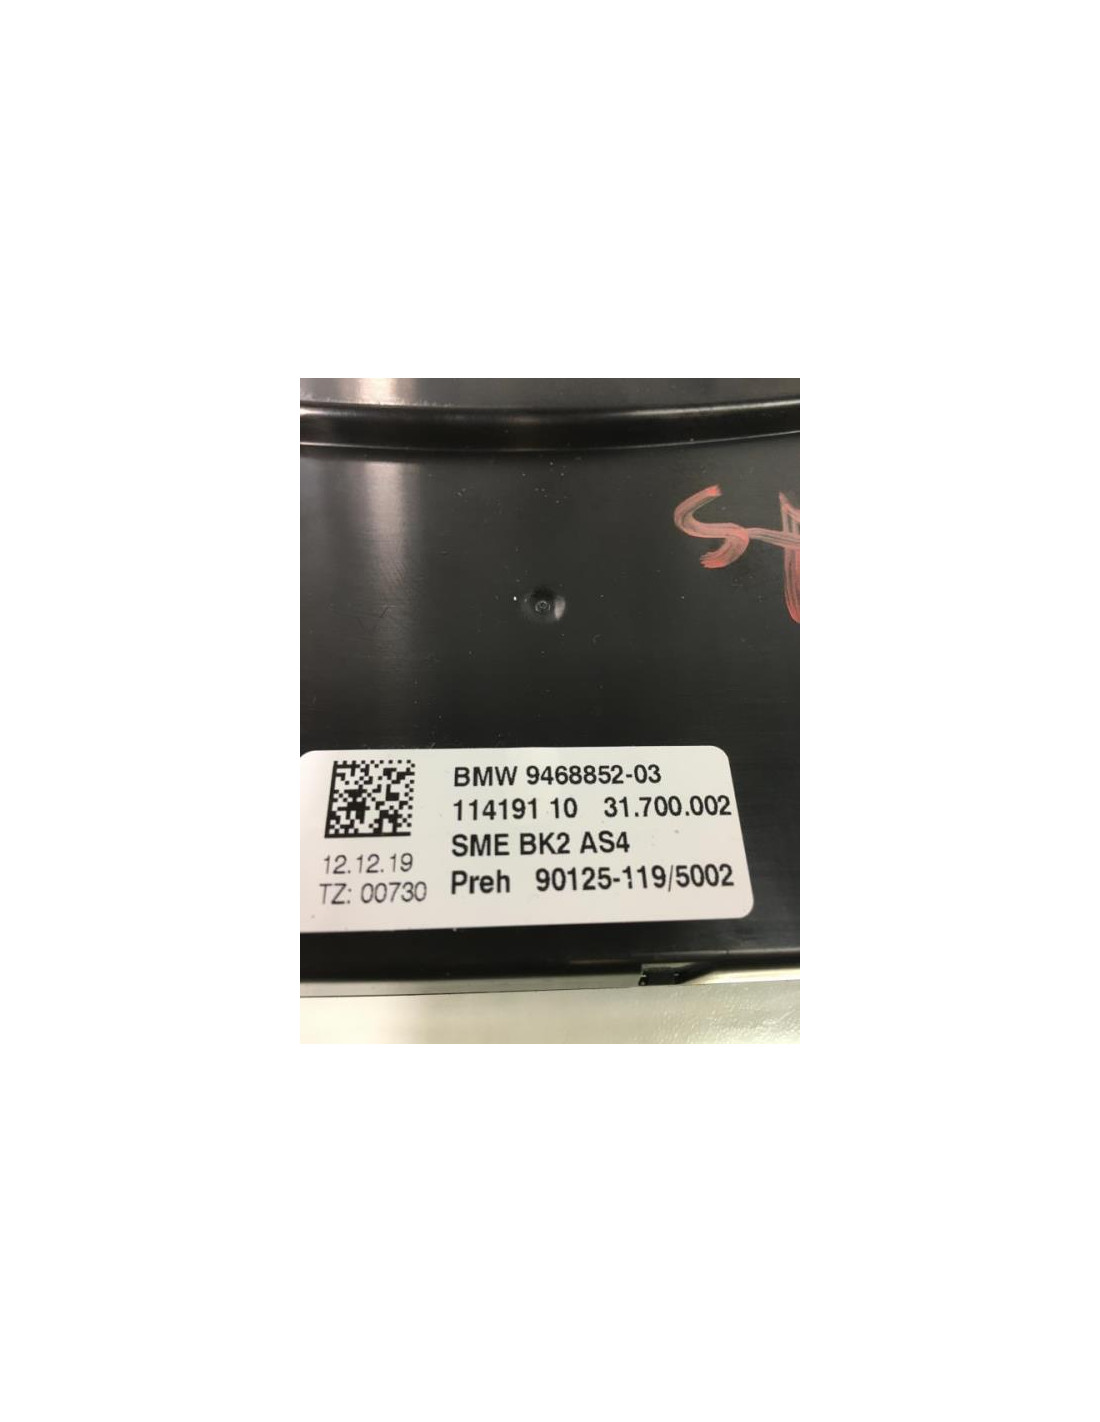 BMW 9468852-03
114191 10 31.700.002
SME BK2 AS4
Preh 90125-119/5002
12.12.19
TZ: 00730